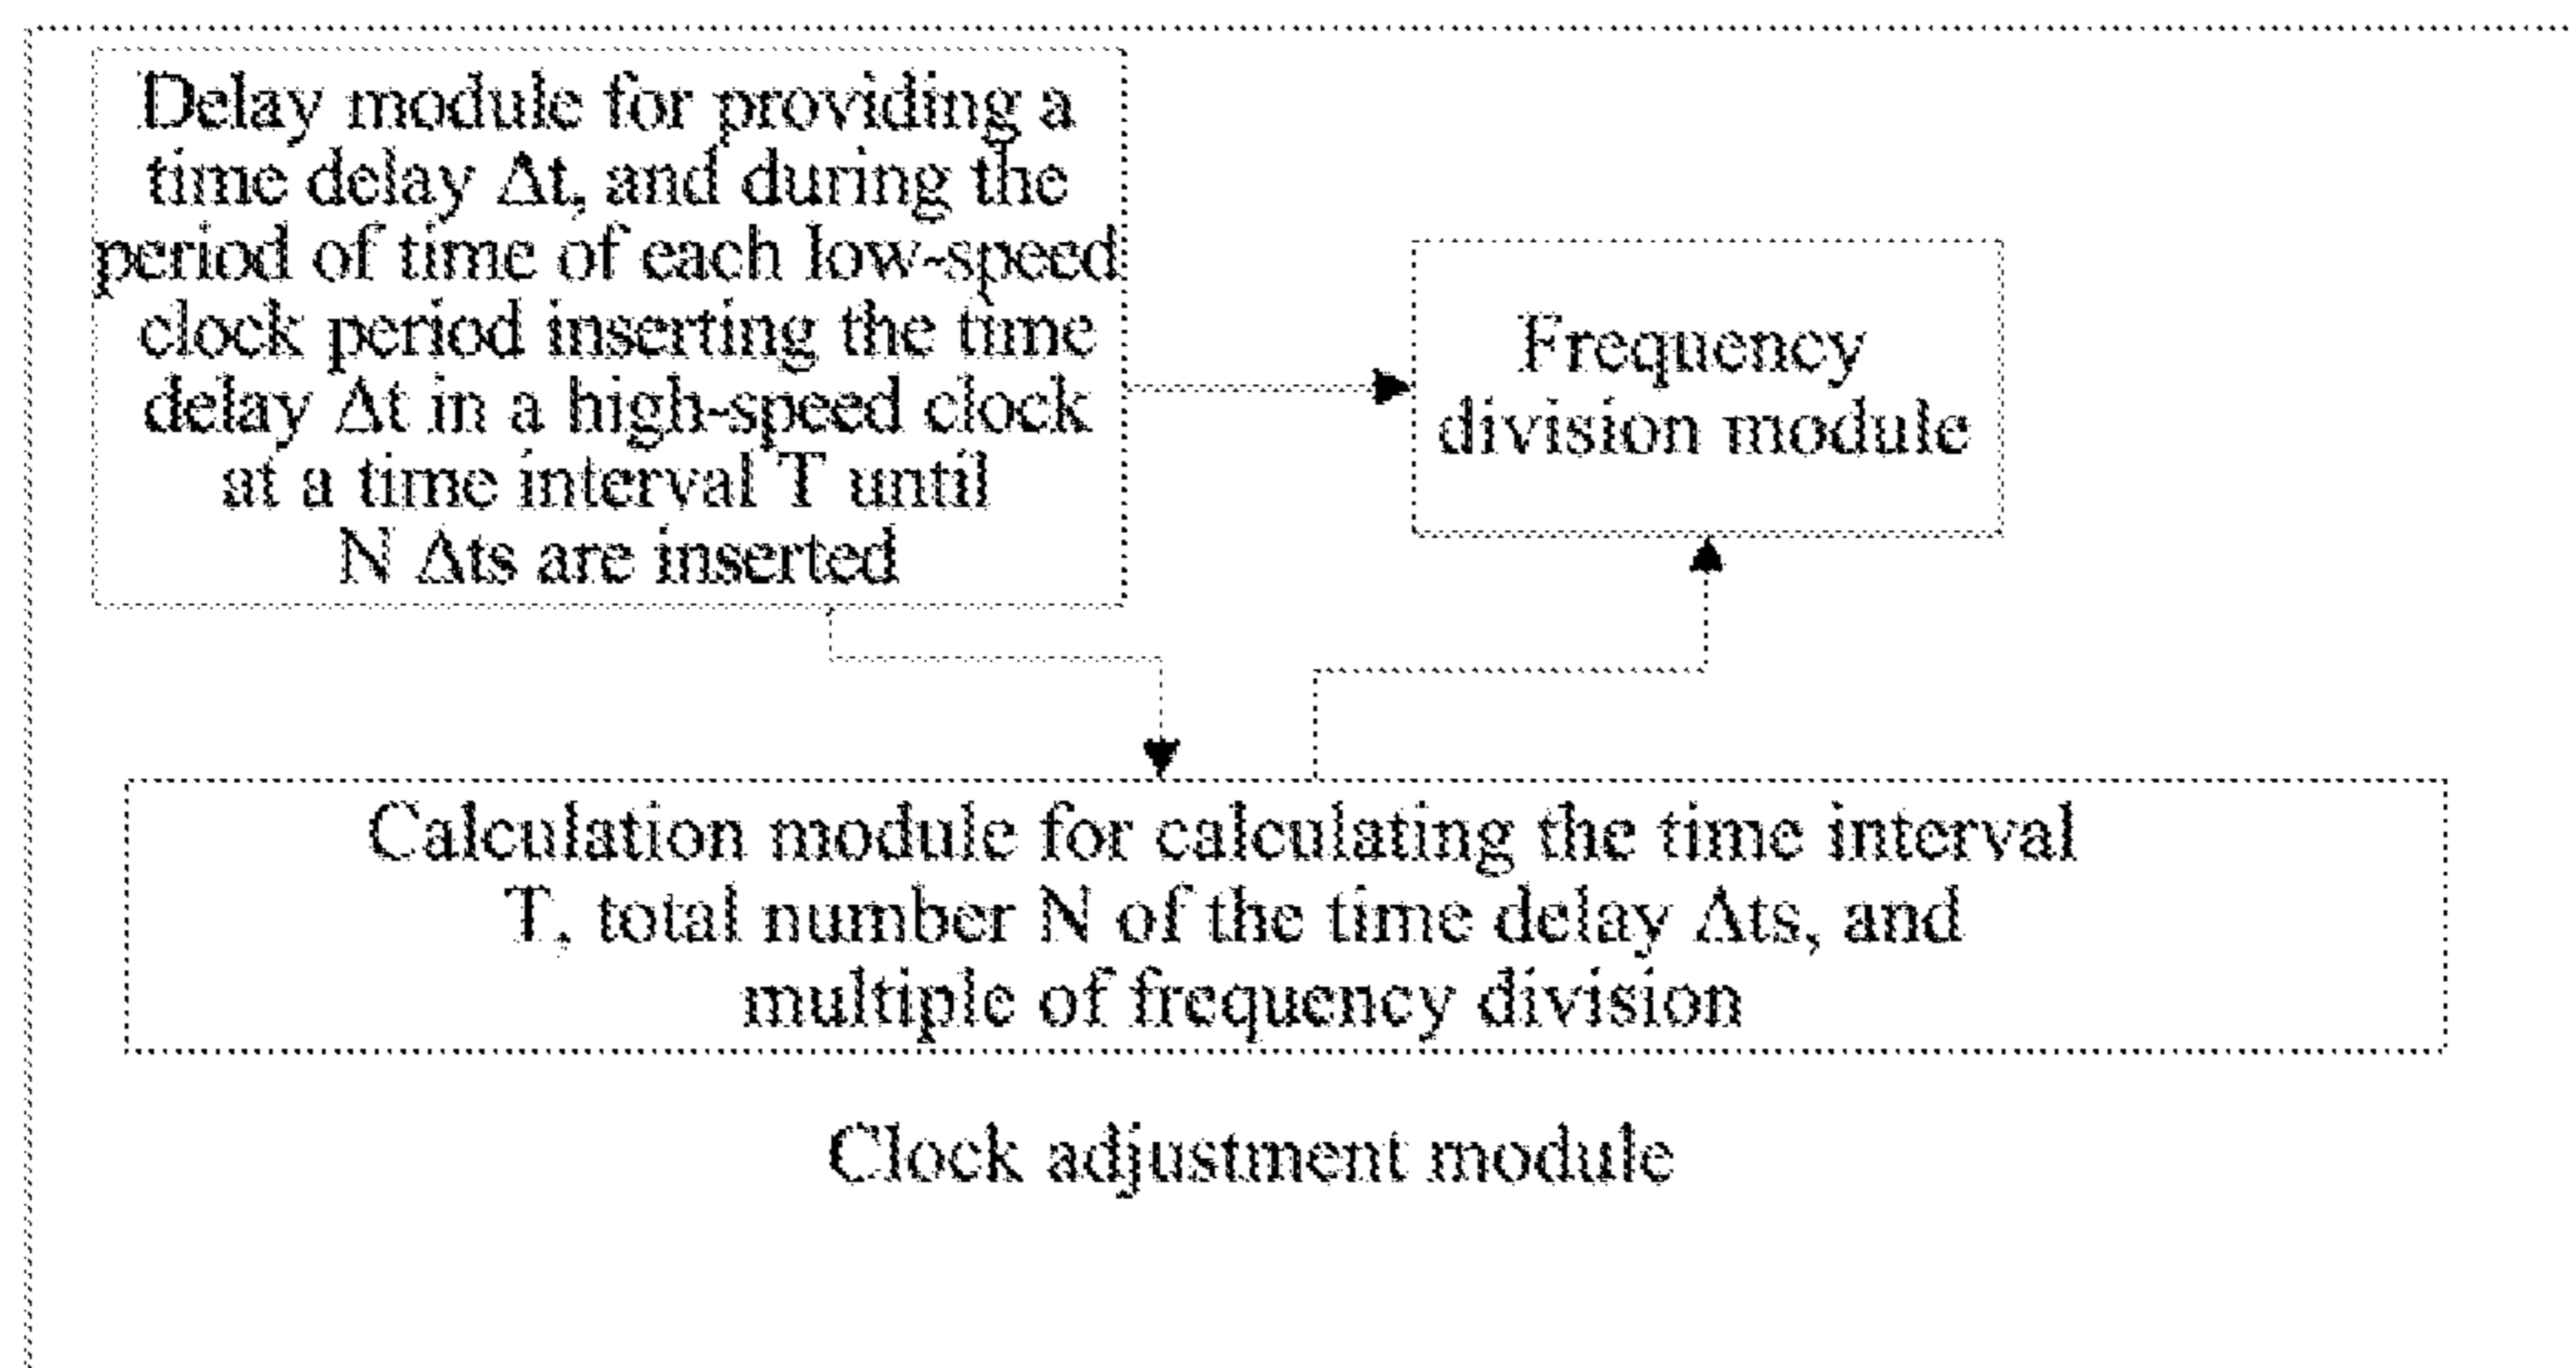 Delay module for providing a
time delay Δt, and during the
period of time of each low-speed
clock period inserting the time
delay Δt in a high-speed clock
at a time interval T until
N Δts are inserted
Frequency
division module
Calculation module for calculating the time interval
T, total number N of the time delay Δts, and
multiple of frequency division
Clock adjustment module